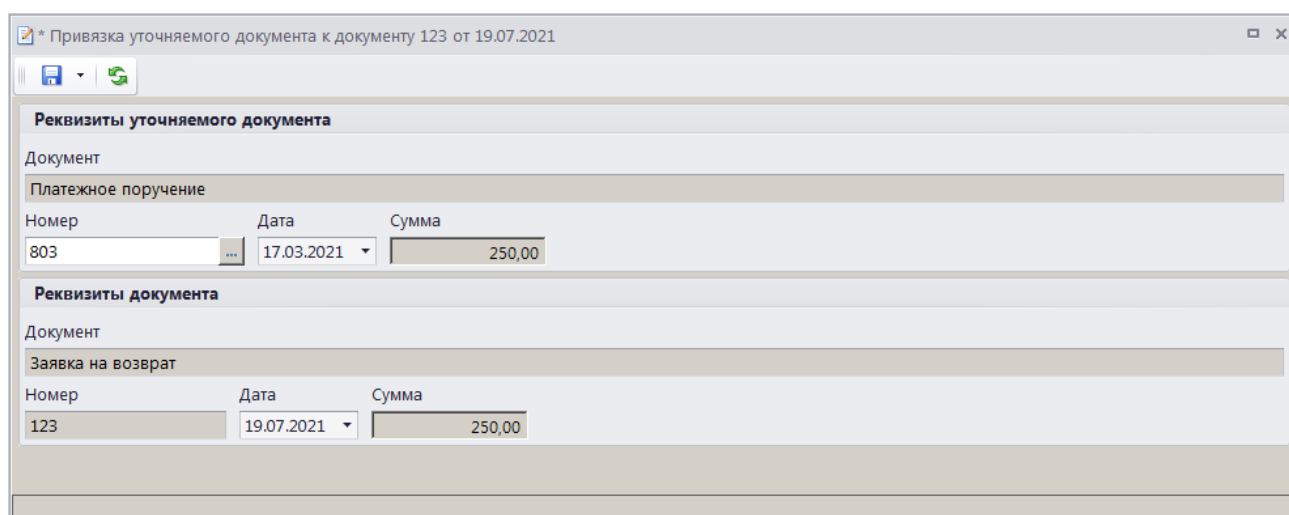 * Привязка уточняемого документа к документу 123 от 19.07.2021
Реквизиты уточняемого документа
Документ
Платежное поручение
Номер Дата Сумма
803 ... 17.03.2021 250,00
Реквизиты документа
Документ
Заявка на возврат
Номер Дата Сумма
123 19.07.2021 250,00